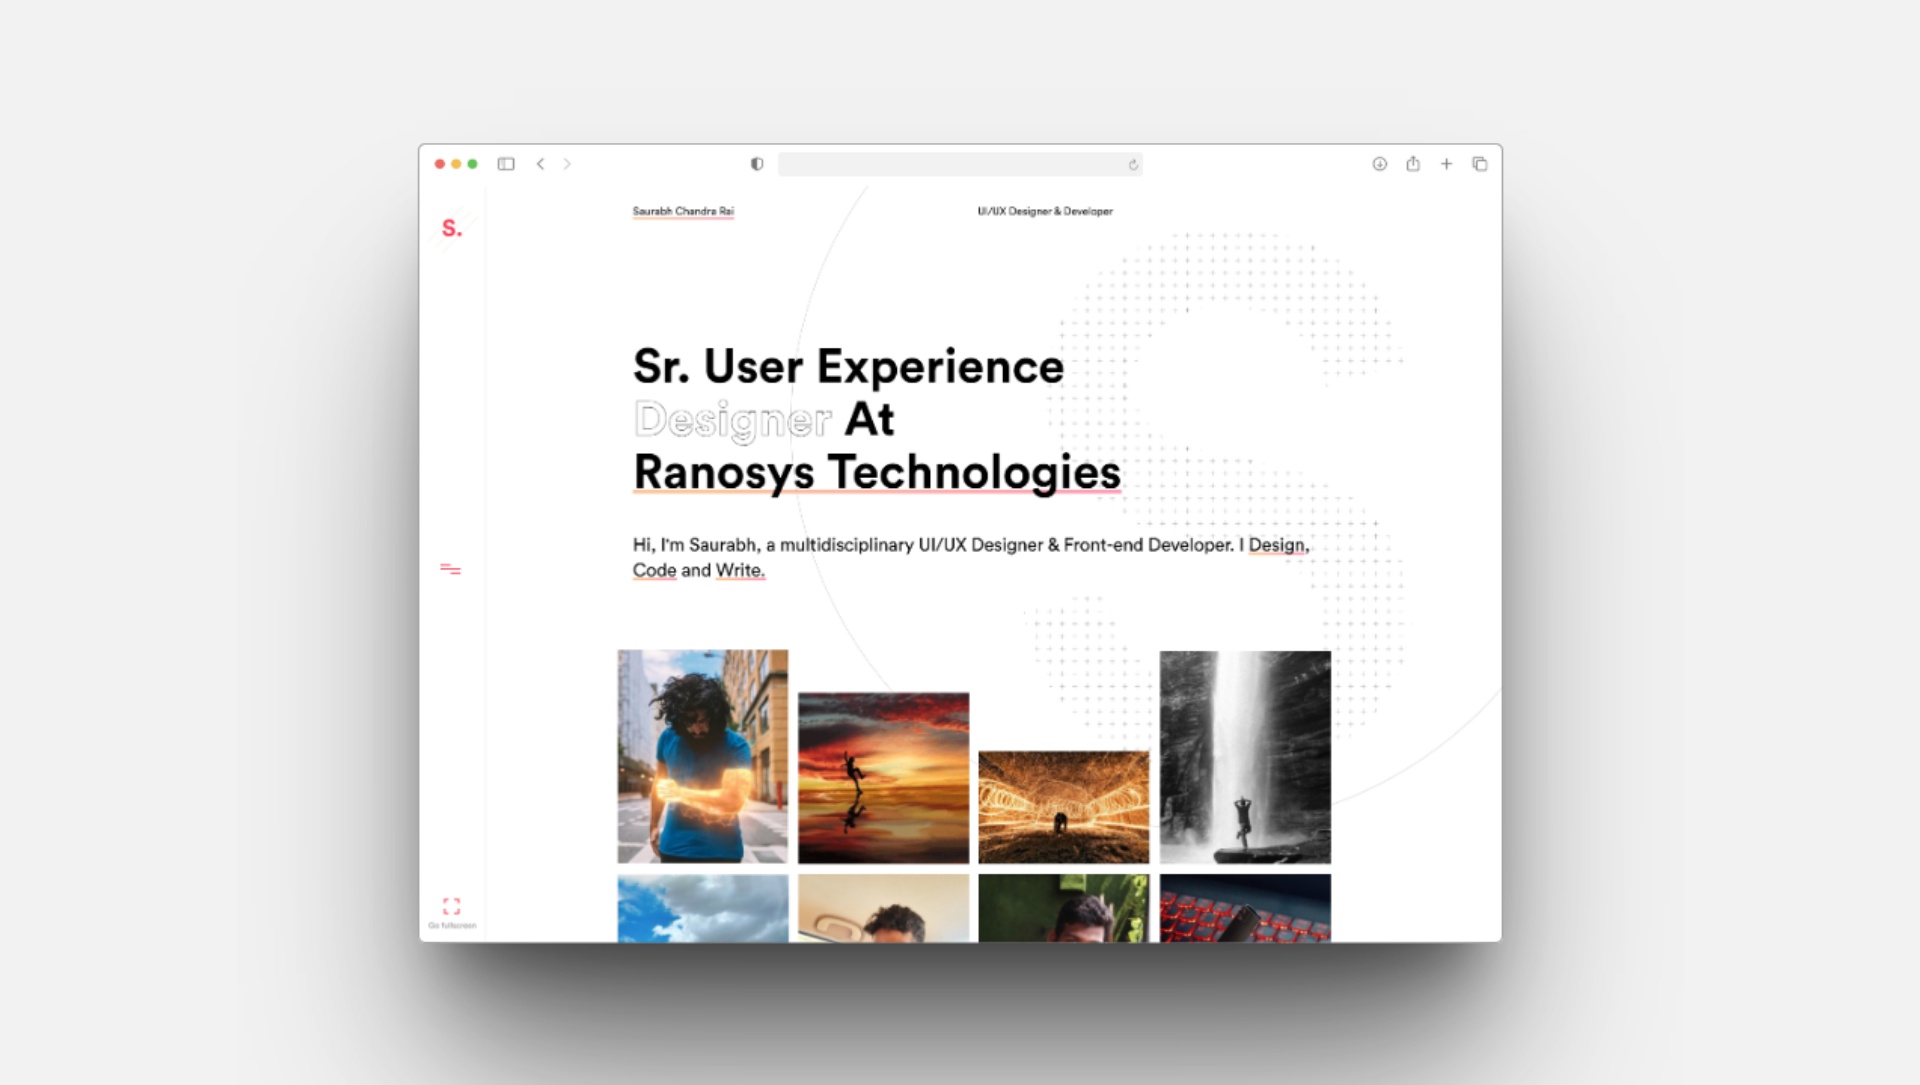 S.
Saurabh Chandra Rai
UI/UX Designer & Developer
Sr. User Experience
Designer At
Ranosys Technologies
Hi, I'm Saurabh, a multidisciplinary UI/UX Designer & Front-end Developer. I Design,
Code and Write.
Go fullscreen